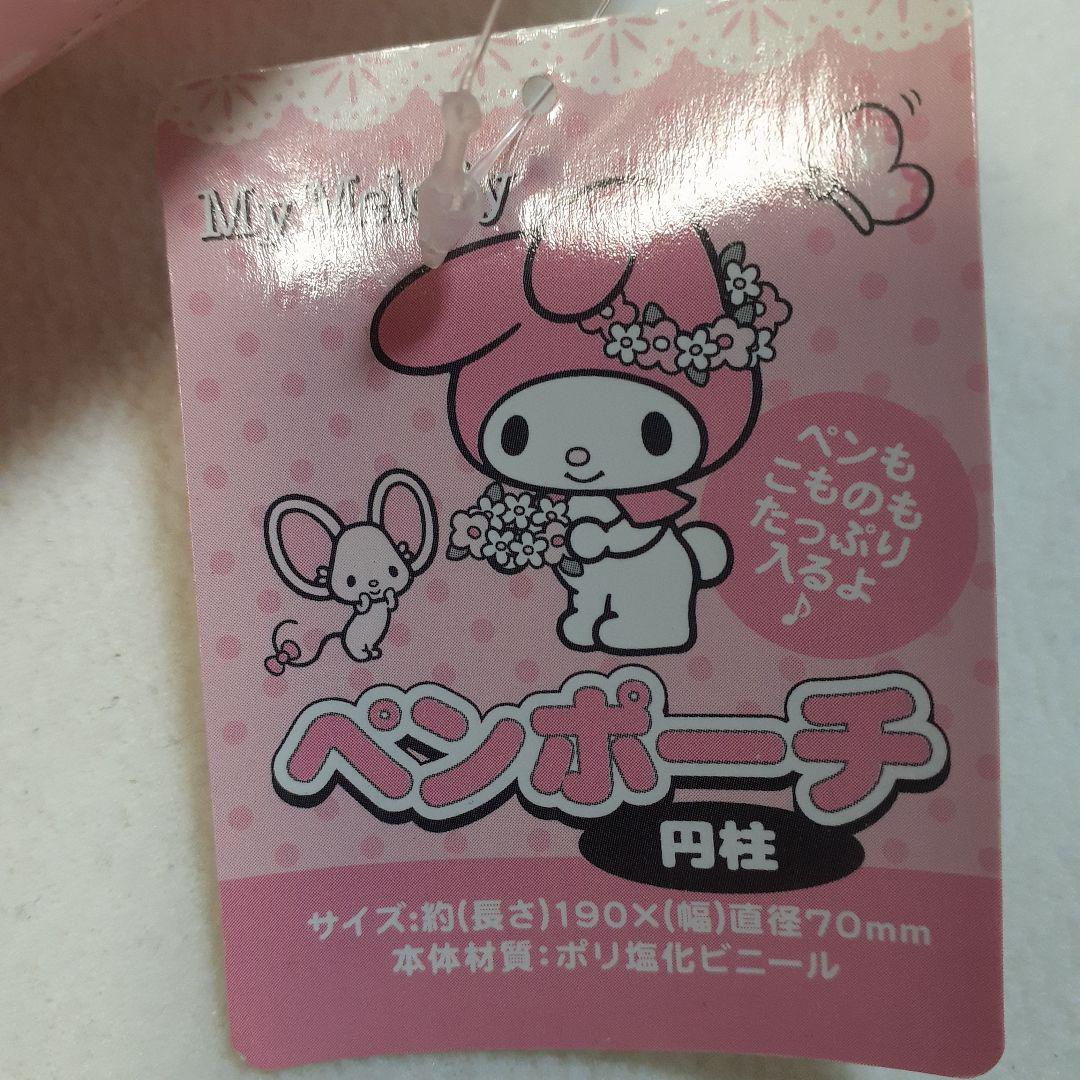 My Melody
ペンも
こものも
たっぷり
入るよ
♪
ペンポーチ
円柱
サイズ:約(長さ)190×(幅)直径70mm
本体材質:ポリ塩化ビニール